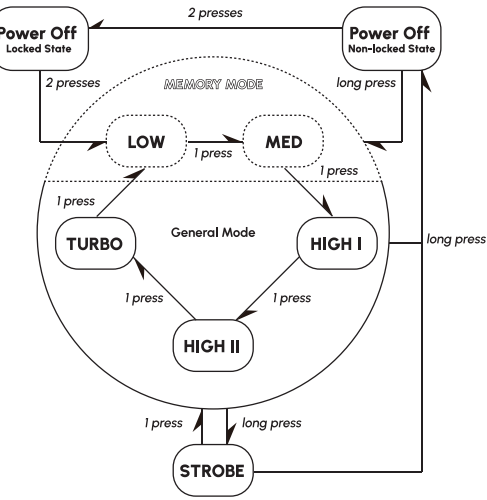 2 presses
Power Off
Locked State
Power Off
Non-locked State
2 presses
MEMORY MODE
long press
LOW
1 press
MED
1 press
1 press
TURBO
General Mode
HIGH I
long press
1 press
1 press
HIGH II
1 press
long press
STROBE